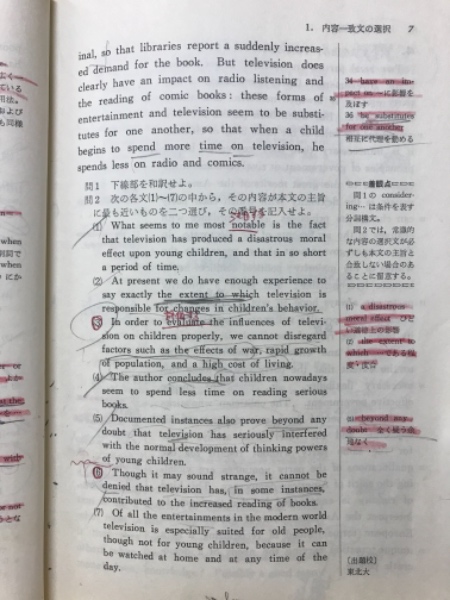 1. 内容一致文の選択 7
inal, so that libraries report a suddenly increas-
ed demand for the book. But television does
clearly have an impact on radio listening and
the reading of comic books: these forms of
entertainment and television seem to be substi-
tutes for one another, so that when a child
begins to spend more time on television, he
spends less on radio and comics.
問1 下線部を和訳せよ。
問2 次の各文(1)~(7)の中から,その内容が本文の主旨
に最も近いものを二つ選び,その番号を記入せよ。
(1) What seems to me most notable is the fact
that television has produced a disastrous moral
effect upon young children, and that in so short
a period of time.
(2) At present we do have enough experience to
say exactly the extent to which television is
responsible for changes in children's behavior.
(3) In order to evaluate the influences of televi-
sion on children properly, we cannot disregard
factors such as the effects of war, rapid growth
of population, and a high cost of living.
(4) The author concludes that children nowadays
seem to spend less time on reading serious
books.
(5) Documented instances also prove beyond any
doubt that television has seriously interfered
with the normal development of thinking powers
of young children.
(6) Though it may sound strange, it cannot be
denied that television has, in some instances,
contributed to the increased reading of books.
(7) Of all the entertainments in the modern world
television is especially suited for old people,
though not for young children, because it can
be watched at home and at any time of the
day.
34 have an im-
pact on ~に影響を
及ぼす
36 be substitutes
for one another
相互に代理を勤める
着眼点
問1の consider-
ing… は条件を表す
分詞構文。
問2では,常識的
な内容の選択文が必
ずしも本文の主旨と
合致しない場合のあ
ることに留意する。
(1) a disastrous
moral effect ひど
い道徳上の影響
(2) the extent to
which
(5) beyond any
doubt 全く疑う余
地なく
[出題校]
東北大
when
when